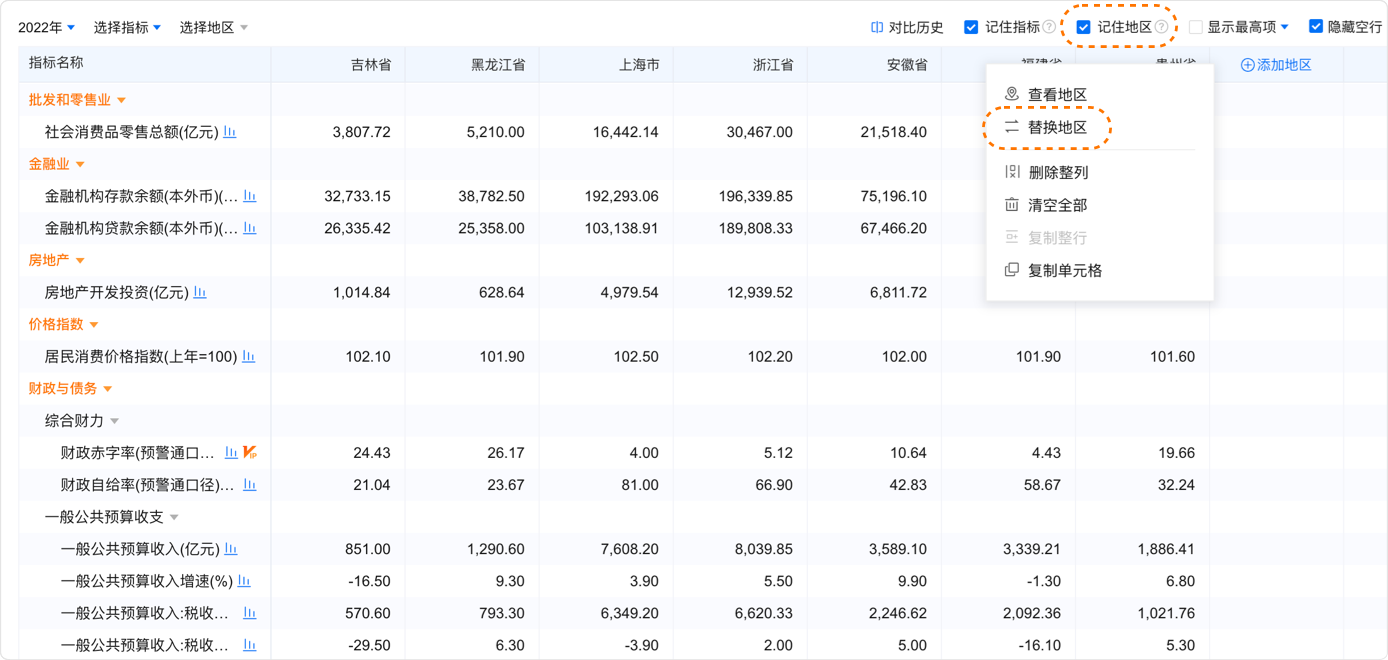 2022年 选择指标 选择地区 对比历史 记住指标 记住地区 显示最高项 隐藏空行
指标名称 吉林省 黑龙江省 上海市 浙江省 安徽省 福建省 贵州省 添加地区
批发和零售业
社会消费品零售总额(亿元) 3,807.72 5,210.00 16,442.14 30,467.00 21,518.40
金融业
金融机构存款余额(本外币)(... 32,733.15 38,782.50 192,293.06 196,339.85 75,196.10
金融机构贷款余额(本外币)(... 26,335.42 25,358.00 103,138.91 189,808.33 67,466.20
房地产
房地产开发投资(亿元) 1,014.84 628.64 4,979.54 12,939.52 6,811.72
价格指数
居民消费价格指数(上年=100) 102.10 101.90 102.50 102.20 102.00 101.90 101.60
财政与债务
综合财力
财政赤字率(预警通口... VIP 24.43 26.17 4.00 5.12 10.64 4.43 19.66
财政自给率(预警通口径)... 21.04 23.67 81.00 66.90 42.83 58.67 32.24
一般公共预算收支
一般公共预算收入(亿元) 851.00 1,290.60 7,608.20 8,039.85 3,589.10 3,339.21 1,886.41
一般公共预算收入增速(%) -16.50 9.30 3.90 5.50 9.90 -1.30 6.80
一般公共预算收入:税收... 570.60 793.30 6,349.20 6,620.33 2,246.62 2,092.36 1,021.76
一般公共预算收入:税收... -29.50 6.30 -3.90 2.00 5.00 -16.10 5.30
查看地区
替换地区
删除整列
清空全部
复制整行
复制单元格